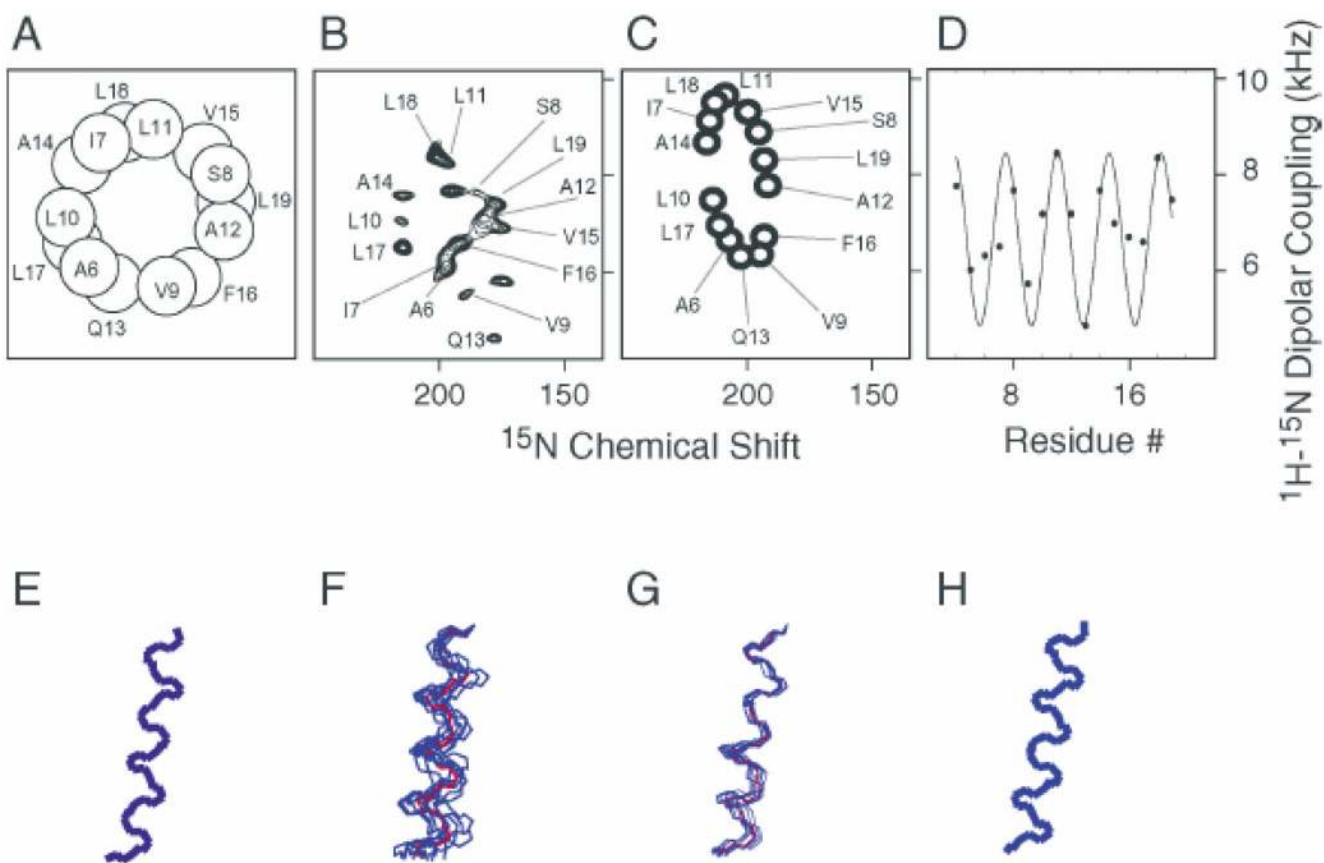 A
B
C
D
L18
V15
I7
L11
A14
S8
L10
L19
A12
L17
A6
V9
F16
Q13
L18
L11
S8
L19
A14
A12
L10
V15
L17
F16
I7
A6
V9
Q13
L18
L11
V15
I7
S8
A14
L19
A12
L10
L17
F16
A6
V9
Q13
10
8
6
200
150
200
150
8
16
15N Chemical Shift
Residue #
1H-15N Dipolar Coupling (kHz)
E
F
G
H